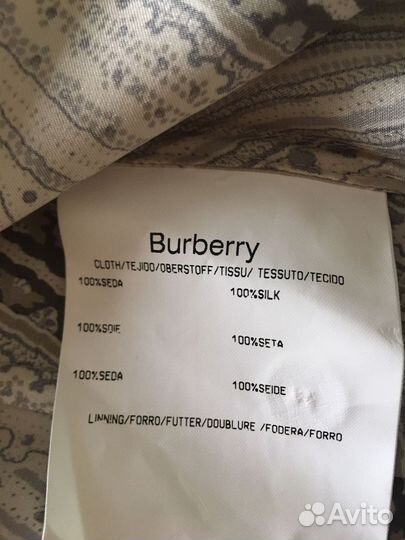 Burberry
CLOTH/TEJIDO/OBERSTOFF/TISSU/ TESSUTO/TECIDO
100%SEDA 100%SILK
100%SOIE 100%SETA
100%SEDA 100%SEIDE
LINNING/FORRO/FUTTER/DOUBLURE /FODERA/FORRO
Avito